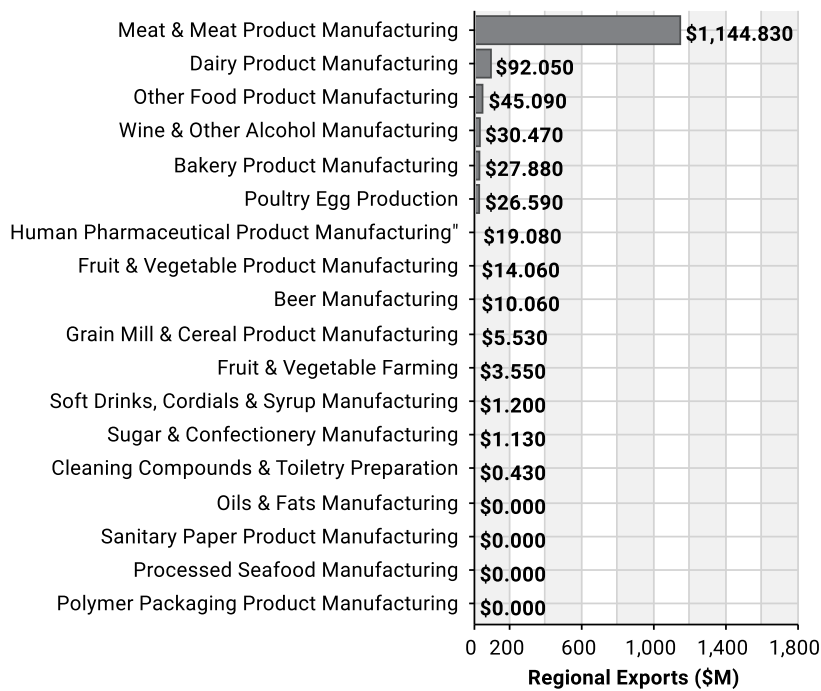 Meat & Meat Product Manufacturing $1,144.830
Dairy Product Manufacturing $92.050
Other Food Product Manufacturing $45.090
Wine & Other Alcohol Manufacturing $30.470
Bakery Product Manufacturing $27.880
Poultry Egg Production $26.590
Human Pharmaceutical Product Manufacturing" $19.080
Fruit & Vegetable Product Manufacturing $14.060
Beer Manufacturing $10.060
Grain Mill & Cereal Product Manufacturing $5.530
Fruit & Vegetable Farming $3.550
Soft Drinks, Cordials & Syrup Manufacturing $1.200
Sugar & Confectionery Manufacturing $1.130
Cleaning Compounds & Toiletry Preparation $0.430
Oils & Fats Manufacturing $0.000
Sanitary Paper Product Manufacturing $0.000
Processed Seafood Manufacturing $0.000
Polymer Packaging Product Manufacturing $0.000
0 200 600 1,000 1,400 1,800
Regional Exports ($M)